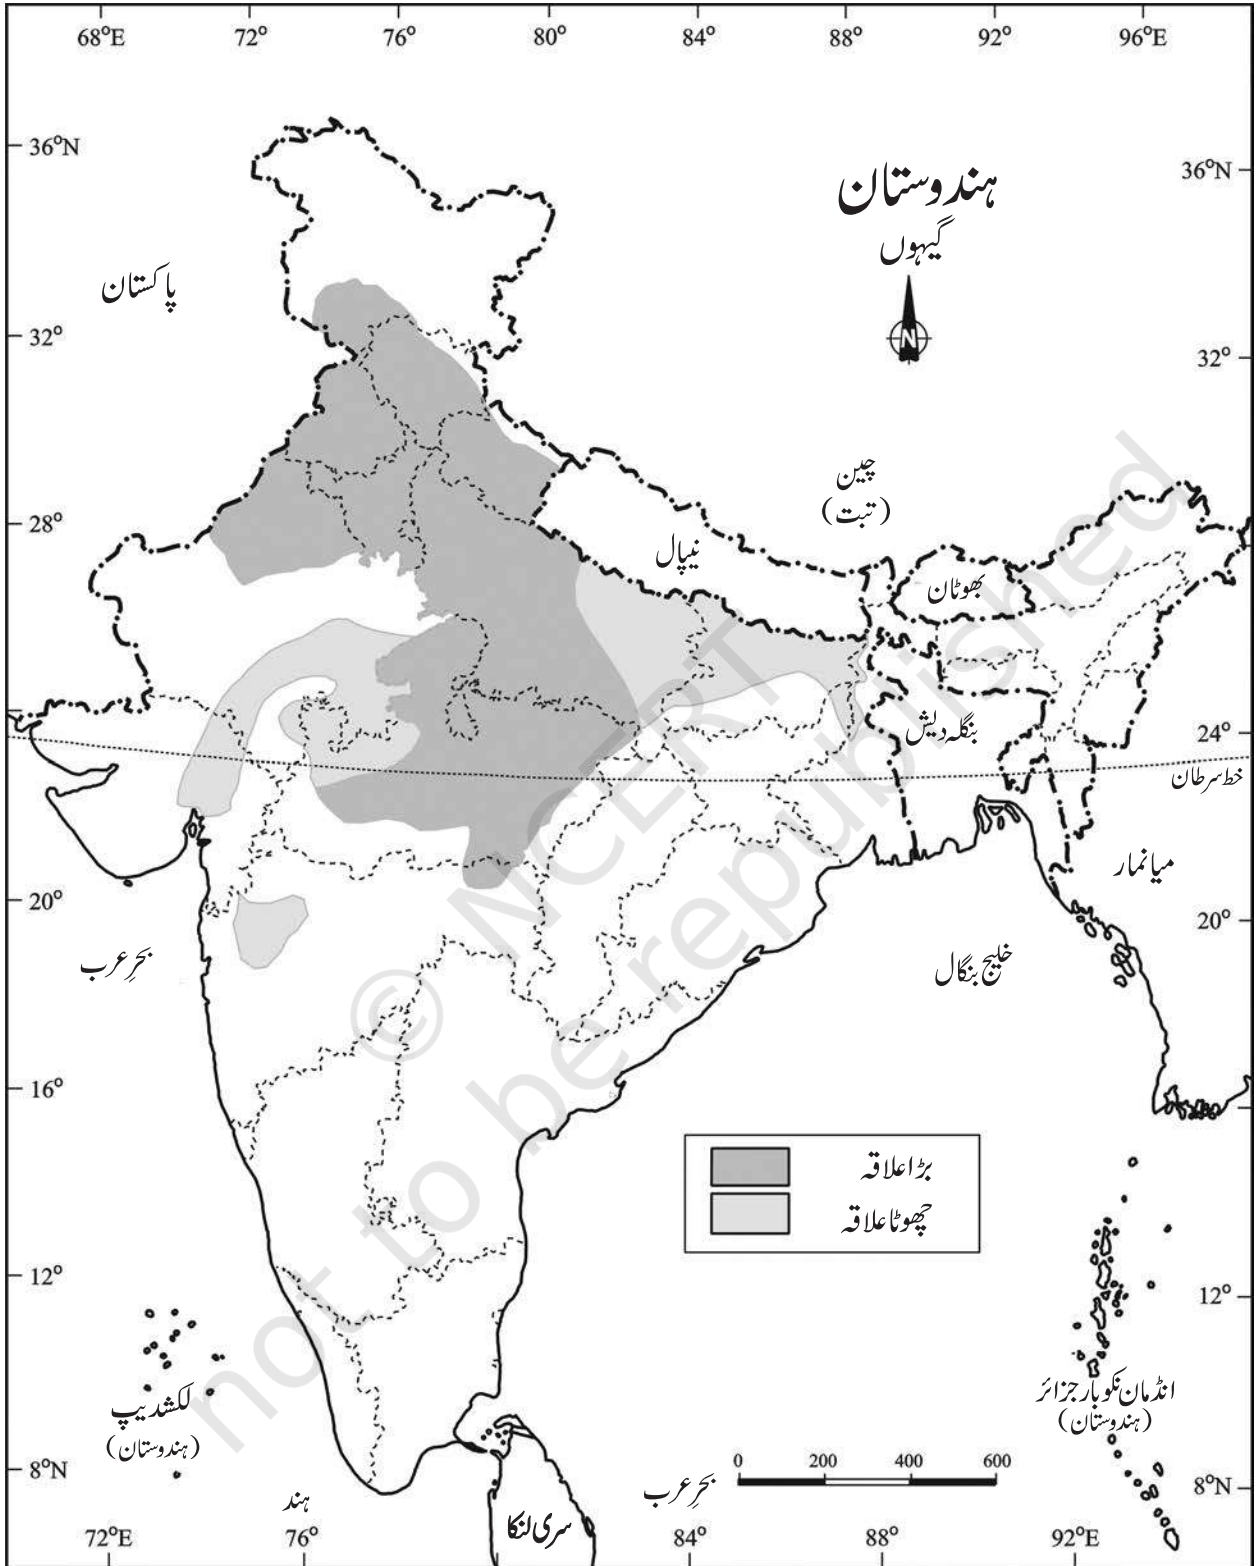 68°E 72° 76° 80° 84° 88° 92° 96°E
36°N
36°N
ہندوستان
گیہوں
N
پاکستان
32°
32°
چین
(تبت)
28°
نیپال
بھوٹان
بنگلہ دیش
24°
خط سرطان
میانمار
20°
20°
بحرِ عرب
خلیج بنگال
16°
بڑا علاقہ
چھوٹا علاقہ
12°
12°
لکشدیپ
(ہندوستان)
انڈمان نکوبار جزائر
(ہندوستان)
8°N
8°N
0 200 400 600
بحرِ عرب
ہند
سری لنکا
72°E 76° 84° 88° 92°E
© NCERT
not to be republished